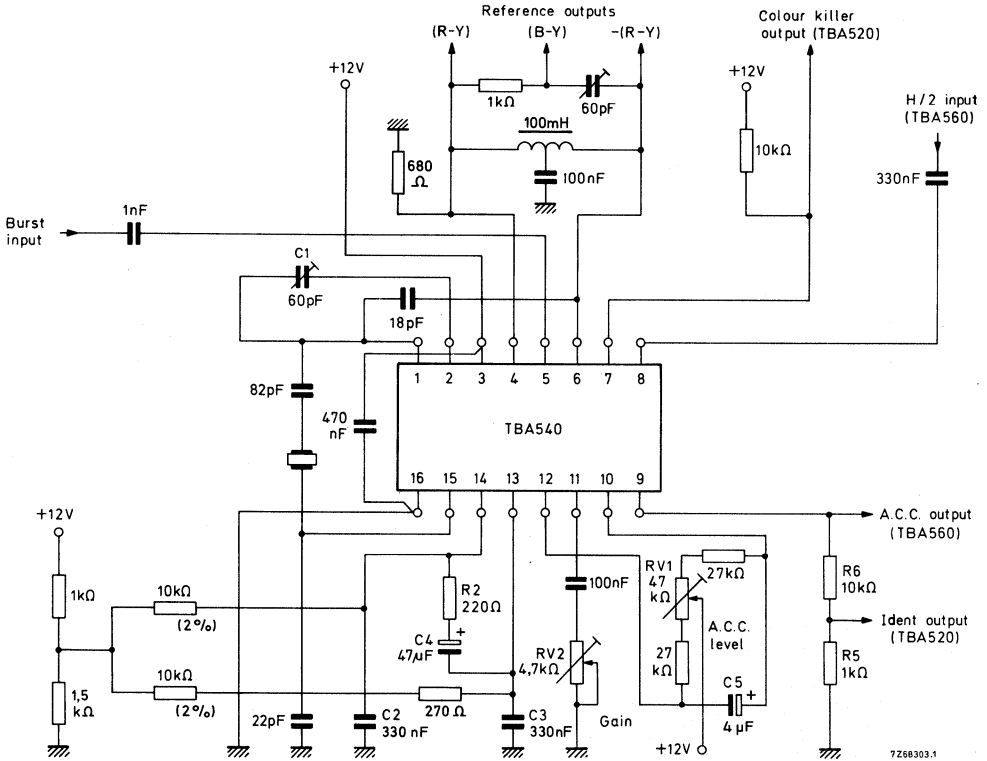 Reference outputs
(R-Y)
(B-Y)
-(R-Y)
Colour killer
output (TBA520)
+12V
+12V
1kΩ
60pF
H/2 input
(TBA560)
100mH
680
Ω
100nF
10kΩ
330nF
1nF
Burst
input
C1
60pF
18pF
1
2
3
4
5
6
7
8
82pF
470
nF
TBA540
16
15
14
13
12
11
10
9
+12V
A.C.C. output
(TBA560)
1kΩ
10kΩ
(2%)
R2
220Ω
100nF
RV1
47
kΩ
27kΩ
R6
10kΩ
A.C.C.
level
Ident output
(TBA520)
C4
+
47µF
RV2
4,7kΩ
27
kΩ
R5
1kΩ
10kΩ
(2%)
270Ω
1,5
kΩ
C5
+
4µF
22pF
C2
330nF
C3
330nF
Gain
+12V
7Z68303.1